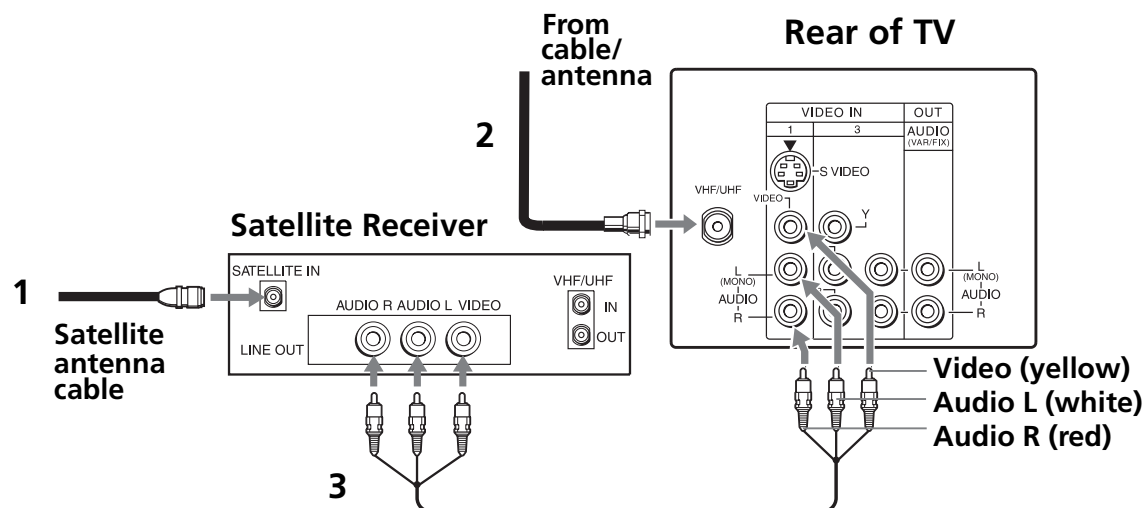 From
cable/
antenna
Rear of TV
2
VIDEO IN
OUT
1
3
AUDIO
(VAR/FIX)
S VIDEO
VHF/UHF
VIDEO
Y
L
(MONO)
AUDIO
R
L
(MONO)
AUDIO
R
Satellite Receiver
1
Satellite
antenna
cable
SATELLITE IN
AUDIO R AUDIO L VIDEO
LINE OUT
VHF/UHF
IN
OUT
Video (yellow)
Audio L (white)
Audio R (red)
3